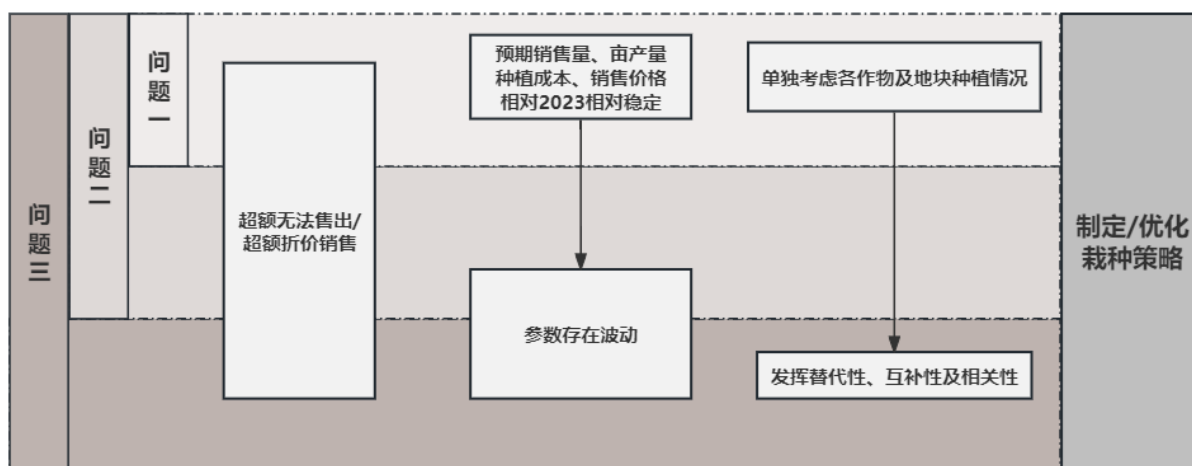 问题一
问题二
问题三
超额无法售出/
超额折价销售
预期销售量、亩产量
种植成本、销售价格
相对2023相对稳定
参数存在波动
单独考虑各作物及地块种植情况
发挥替代性、互补性及相关性
制定/优化
栽种策略